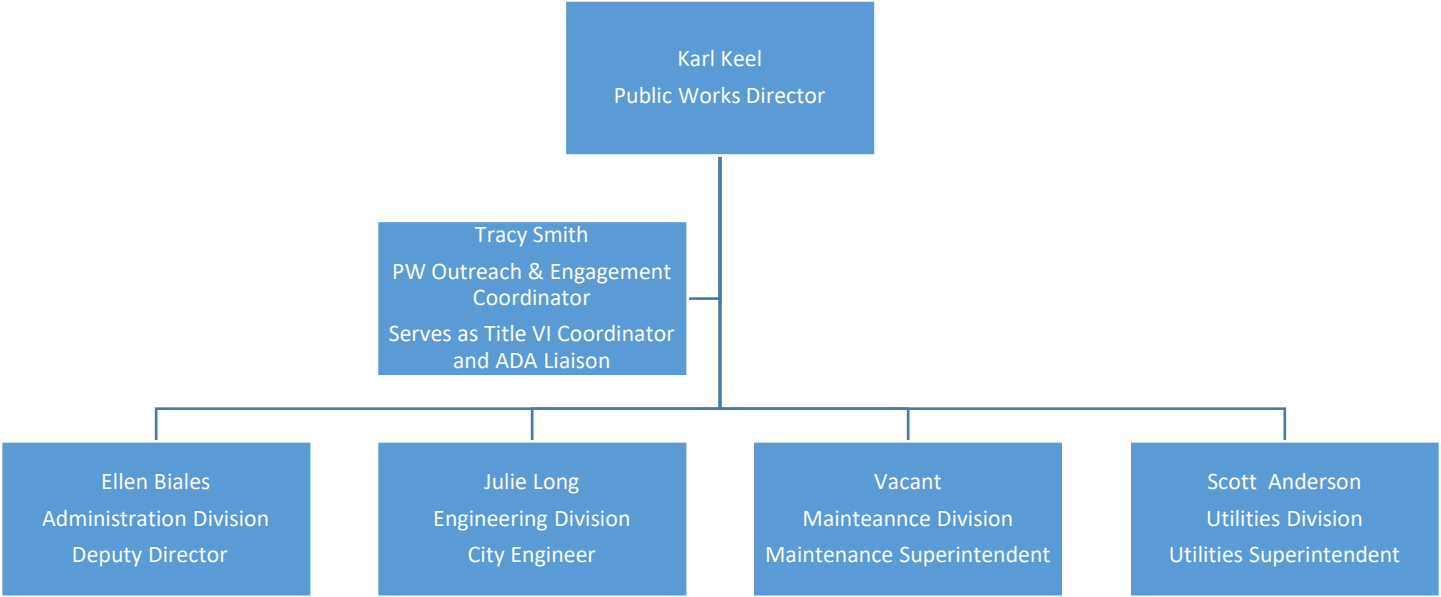 Karl Keel
Public Works Director
Tracy Smith
PW Outreach & Engagement
Coordinator
Serves as Title VI Coordinator
and ADA Liaison
Ellen Biales
Administration Division
Deputy Director
Julie Long
Engineering Division
City Engineer
Vacant
Mainteannce Division
Maintenance Superintendent
Scott  Anderson
Utilities Division
Utilities Superintendent